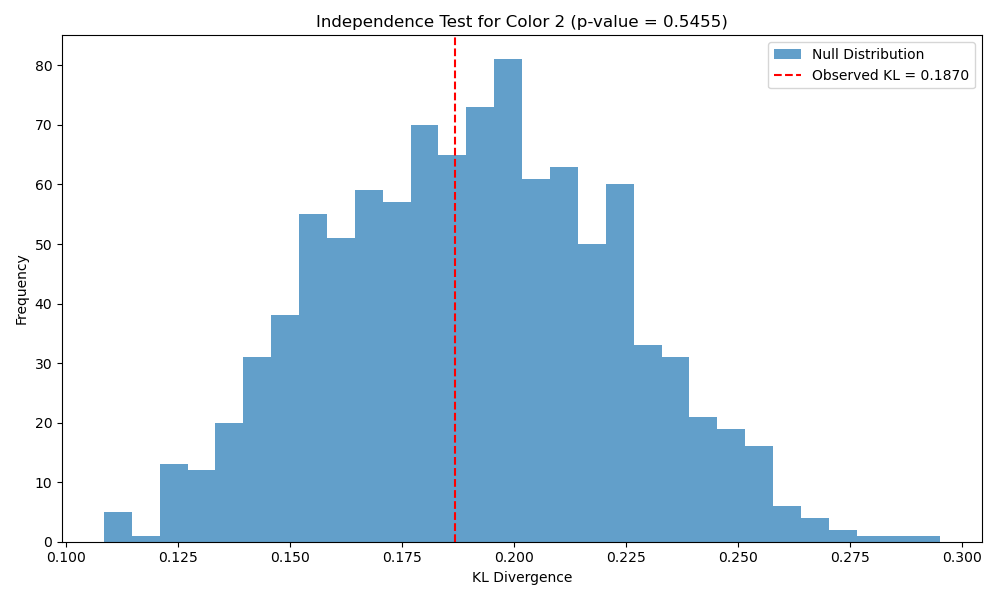 Independence Test for Color 2 (p-value = 0.5455)
Null Distribution
Observed KL = 0.1870
Frequency
80
70
60
50
40
30
20
10
0
0.100 0.125 0.150 0.175 0.200 0.225 0.250 0.275 0.300
KL Divergence